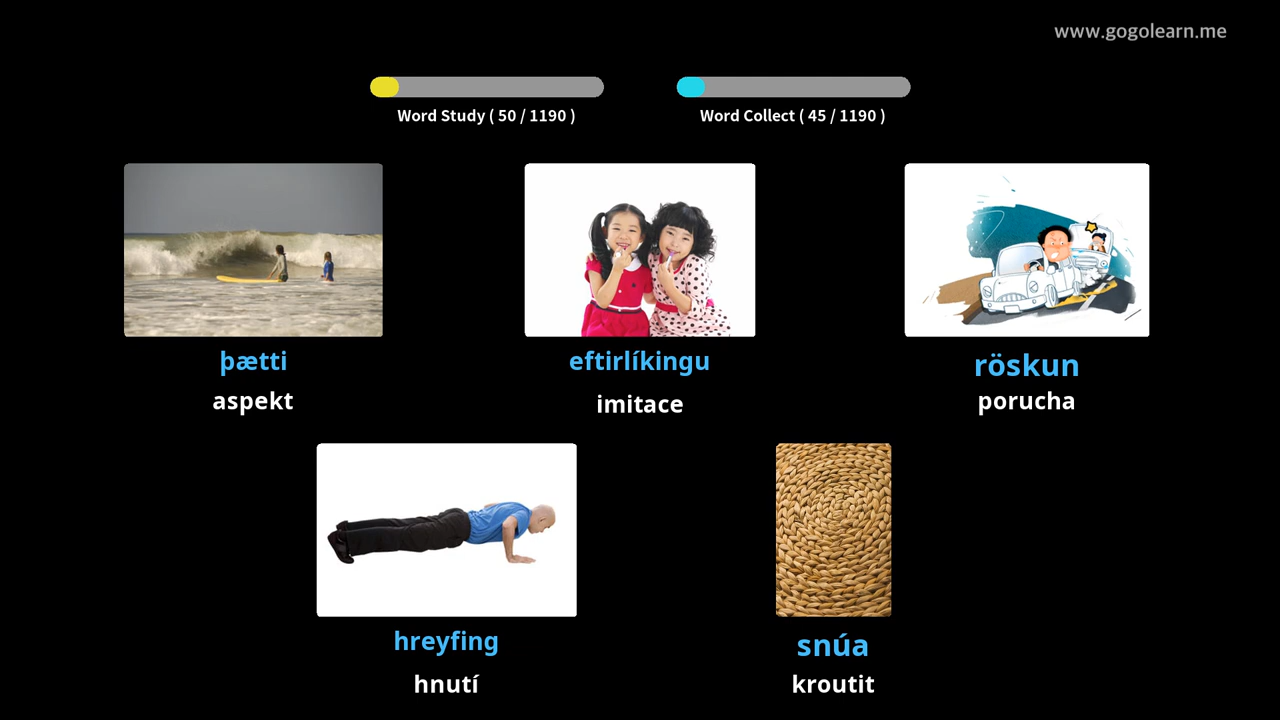 www.gogolearn.me
Word Study ( 50 / 1190 )
Word Collect ( 45 / 1190 )
þætti
aspekt
eftirlíkingu
imitace
röskun
porucha
hreyfing
hnutí
snúa
kroutit